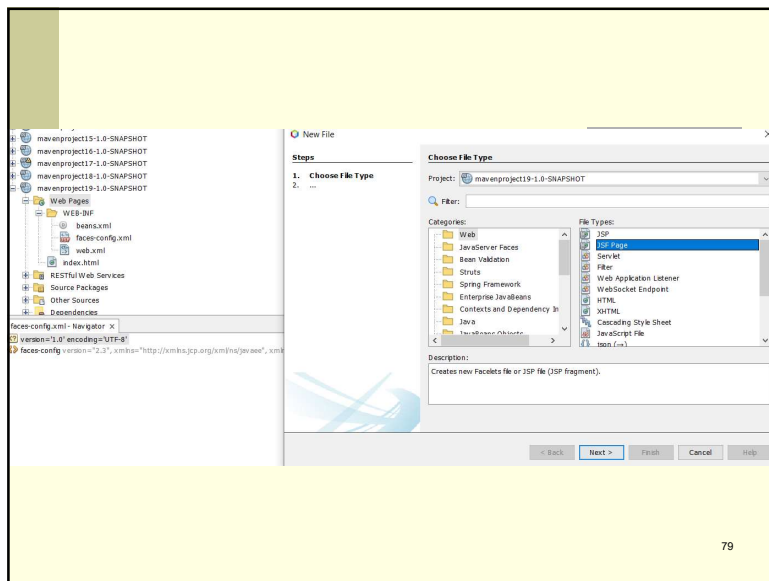 mavenproject15-1.0-SNAPSHOT
mavenproject16-1.0-SNAPSHOT
mavenproject17-1.0-SNAPSHOT
mavenproject18-1.0-SNAPSHOT
mavenproject19-1.0-SNAPSHOT
Web Pages
WEB-INF
beans.xml
faces-config.xml
web.xml
index.html
RESTful Web Services
Source Packages
Other Sources
Dependencies
faces-config.xml - Navigator ×
version='1.0' encoding='UTF-8'
faces-config version="2.3", xmlns="http://xmlns.jcp.org/xml/ns/javaee", xml
New File
Steps
1. Choose File Type
2. ...
Choose File Type
Project: mavenproject19-1.0-SNAPSHOT
Filter:
Categories:
Web
JavaServer Faces
Bean Validation
Struts
Spring Framework
Enterprise JavaBeans
Contexts and Dependency In
Java
JavaBeans Objects
File Types:
JSP
JSF Page
Servlet
Filter
Web Application Listener
WebSocket Endpoint
HTML
XHTML
Cascading Style Sheet
JavaScript File
json (→)
Description:
Creates new Facelets file or JSP file (JSP fragment).
< Back Next > Finish Cancel Help
79